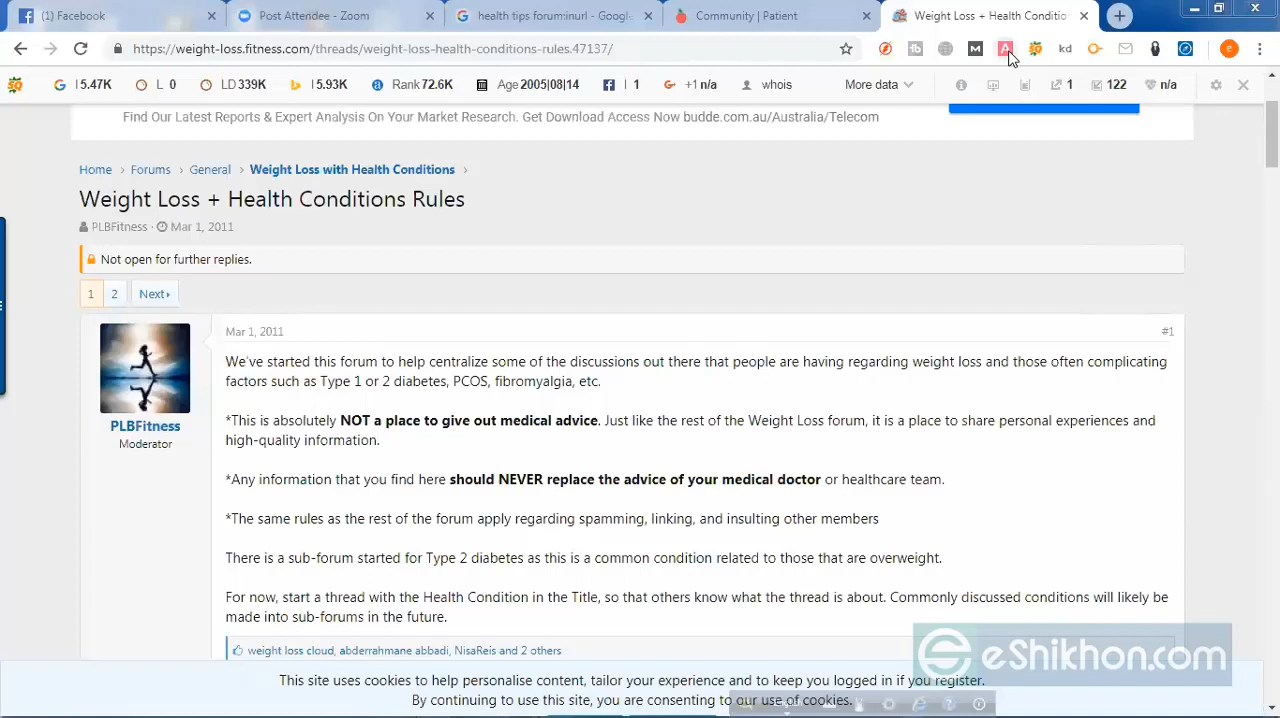 (1) Facebook
Post Attendee - Zoom
health tips forum:inurl - Google
Community | Patient
Weight Loss + Health Conditio
https://weight-loss.fitness.com/threads/weight-loss-health-conditions-rules.47137/
tb M A kd e
G I 5.47K L 0 LD 339K I 5.93K Rank 72.6K Age 2005|08|14 f I 1 G+ +1 n/a whois More data 1 122 n/a
Find Our Latest Reports & Expert Analysis On Your Market Research. Get Download Access Now budde.com.au/Australia/Telecom
Home › Forums › General › Weight Loss with Health Conditions ›
Weight Loss + Health Conditions Rules
PLBFitness · Mar 1, 2011
Not open for further replies.
1 2 Next
Mar 1, 2011 #1
We've started this forum to help centralize some of the discussions out there that people are having regarding weight loss and those often complicating
factors such as Type 1 or 2 diabetes, PCOS, fibromyalgia, etc.
PLBFitness
Moderator
*This is absolutely NOT a place to give out medical advice. Just like the rest of the Weight Loss forum, it is a place to share personal experiences and
high-quality information.
*Any information that you find here should NEVER replace the advice of your medical doctor or healthcare team.
*The same rules as the rest of the forum apply regarding spamming, linking, and insulting other members
There is a sub-forum started for Type 2 diabetes as this is a common condition related to those that are overweight.
For now, start a thread with the Health Condition in the Title, so that others know what the thread is about. Commonly discussed conditions will likely be
made into sub-forums in the future.
weight loss cloud, abderrahmane abbadi, NisaReis and 2 others
eShikhon.com
This site uses cookies to help personalise content, tailor your experience and to keep you logged in if you register.
By continuing to use this site, you are consenting to our use of cookies.